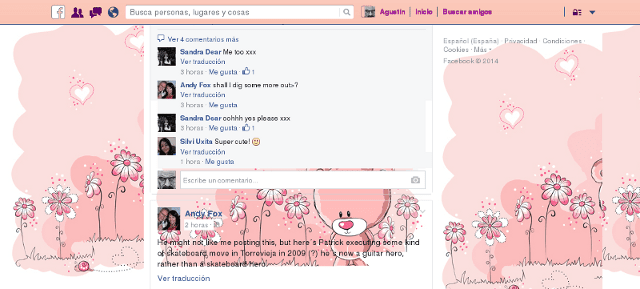 f Busca personas, lugares y cosas Agustin Inicio Buscar amigos
Ver 4 comentarios más
Sandra Dear Me too xxx
Ver traducción
3 horas · Me gusta · 1
Andy Fox shall I dig some more out>?
Ver traducción
3 horas · Me gusta
Sandra Dear oohhh yes please xxx
3 horas · Me gusta · 1
Silvi Uxita Super cute!
Ver traducción
1 hora · Me gusta
Escribe un comentario...
Andy Fox
2 horas ·
He might not like me posting this, but here's Patrick executing some kind
of skateboard move in Torrevieja in 2009 (?) he's now a guitar hero,
rather than a skateboard hero.
Ver traducción
Español (España) · Privacidad · Condiciones ·
Cookies · Más
Facebook © 2014